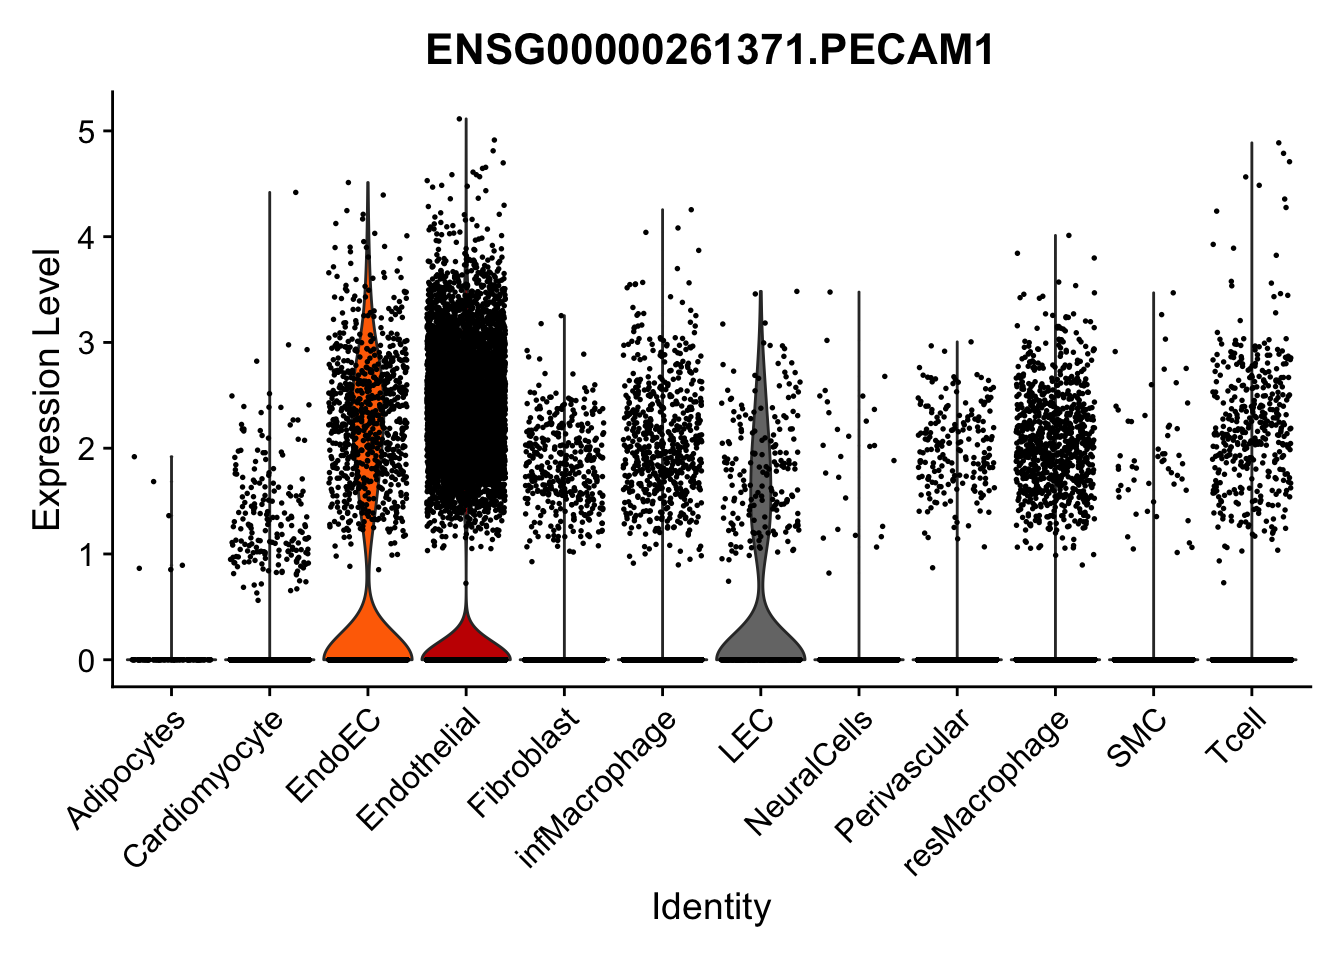 ENSG00000261371.PECAM1
Expression Level
5
4
3
2
1
0
Adipocytes
Cardiomyocyte
EndoEC
Endothelial
Fibroblast
infMacrophage
LEC
NeuralCells
Perivascular
resMacrophage
SMC
Tcell
Identity